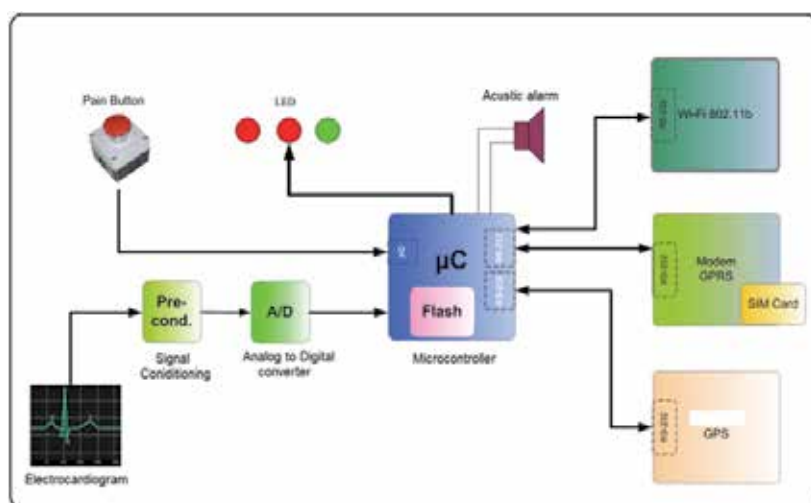 Pain Button
LED
Acustic alarm
Wi-Fi 802.11b
µC
Flash
Microcontroller
Modem
GPRS
SIM Card
Pre-
cond.
Signal
Conditioning
A/D
Analog to Digital
converter
GPS
Electrocardiogram